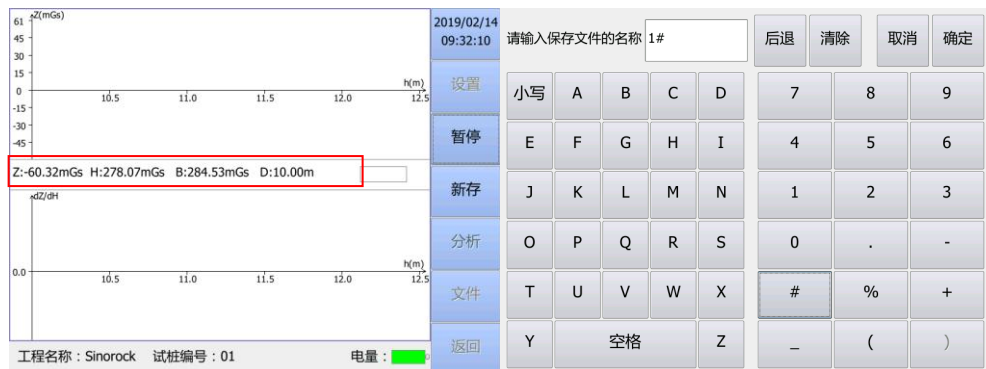 Z(mGs)
61
45
30
15
0
-15
-30
-45
h(m)
10.5 11.0 11.5 12.0 12.5
Z:-60.32mGs H:278.07mGs B:284.53mGs D:10.00m
dZ/dH
0.0
h(m)
10.5 11.0 11.5 12.0 12.5
工程名称：Sinorock 试桩编号：01 电量：
2019/02/14
09:32:10
设置
暂停
新存
分析
文件
返回
请输入保存文件的名称 1# 后退 清除 取消 确定
小写 A B C D 7 8 9
E F G H I 4 5 6
J K L M N 1 2 3
O P Q R S 0 . -
T U V W X # % +
Y 空格 Z _ ( )